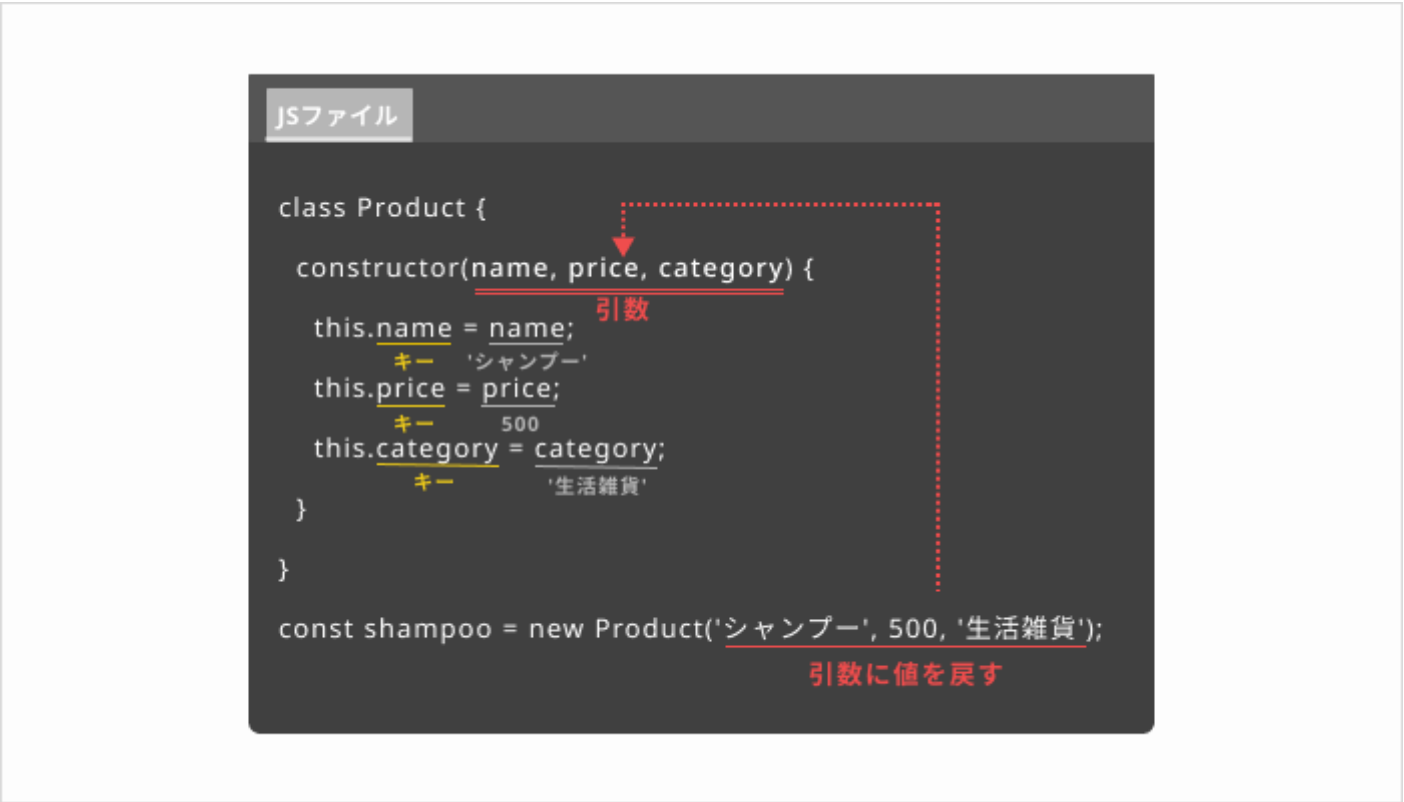 JSファイル
class Product {
constructor(name, price, category) {
引数
this.name = name;
キー 'シャンプー'
this.price = price;
キー 500
this.category = category;
キー '生活雑貨'
}
}
const shampoo = new Product('シャンプー', 500, '生活雑貨');
引数に値を戻す